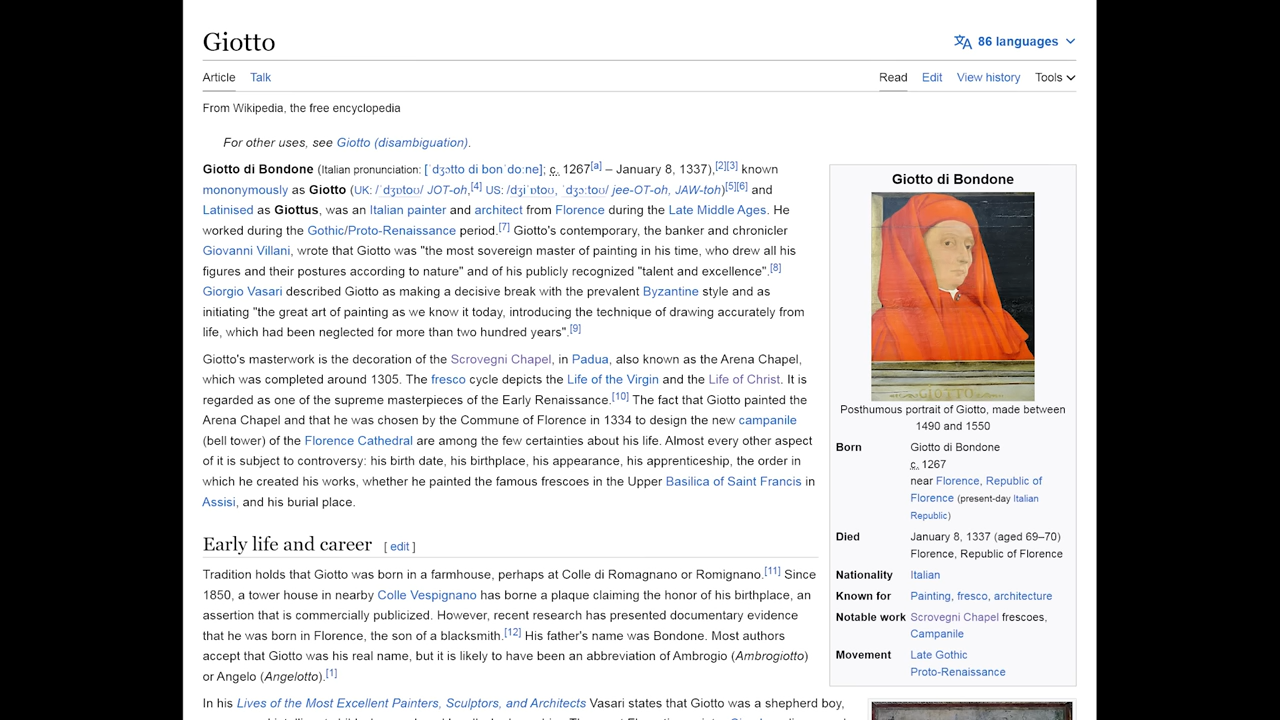 Giotto
86 languages
Article Talk
Read Edit View history Tools
From Wikipedia, the free encyclopedia
For other uses, see Giotto (disambiguation).
Giotto di Bondone (Italian pronunciation: [ˈdʒɔtto di bonˈdoːne]; c. 1267[a] – January 8, 1337),[2][3] known
mononymously as Giotto (UK: /ˈdʒɒtoʊ/ JOT-oh,[4] US: /dʒiˈɒtoʊ, ˈdʒɔːtoʊ/ jee-OT-oh, JAW-toh)[5][6] and
Latinised as Giottus, was an Italian painter and architect from Florence during the Late Middle Ages. He
worked during the Gothic/Proto-Renaissance period.[7] Giotto's contemporary, the banker and chronicler
Giovanni Villani, wrote that Giotto was "the most sovereign master of painting in his time, who drew all his
figures and their postures according to nature" and of his publicly recognized "talent and excellence".[8]
Giorgio Vasari described Giotto as making a decisive break with the prevalent Byzantine style and as
initiating "the great art of painting as we know it today, introducing the technique of drawing accurately from
life, which had been neglected for more than two hundred years".[9]
Giotto's masterwork is the decoration of the Scrovegni Chapel, in Padua, also known as the Arena Chapel,
which was completed around 1305. The fresco cycle depicts the Life of the Virgin and the Life of Christ. It is
regarded as one of the supreme masterpieces of the Early Renaissance.[10] The fact that Giotto painted the
Arena Chapel and that he was chosen by the Commune of Florence in 1334 to design the new campanile
(bell tower) of the Florence Cathedral are among the few certainties about his life. Almost every other aspect
of it is subject to controversy: his birth date, his birthplace, his appearance, his apprenticeship, the order in
which he created his works, whether he painted the famous frescoes in the Upper Basilica of Saint Francis in
Assisi, and his burial place.
Early life and career [ edit ]
Tradition holds that Giotto was born in a farmhouse, perhaps at Colle di Romagnano or Romignano.[11] Since
1850, a tower house in nearby Colle Vespignano has borne a plaque claiming the honor of his birthplace, an
assertion that is commercially publicized. However, recent research has presented documentary evidence
that he was born in Florence, the son of a blacksmith.[12] His father's name was Bondone. Most authors
accept that Giotto was his real name, but it is likely to have been an abbreviation of Ambrogio (Ambrogiotto)
or Angelo (Angelotto).[1]
In his Lives of the Most Excellent Painters, Sculptors, and Architects Vasari states that Giotto was a shepherd boy,
Giotto di Bondone
GIOTTO
Posthumous portrait of Giotto, made between
1490 and 1550
Born Giotto di Bondone
c. 1267
near Florence, Republic of
Florence (present-day Italian
Republic)
Died January 8, 1337 (aged 69–70)
Florence, Republic of Florence
Nationality Italian
Known for Painting, fresco, architecture
Notable work Scrovegni Chapel frescoes,
Campanile
Movement Late Gothic
Proto-Renaissance